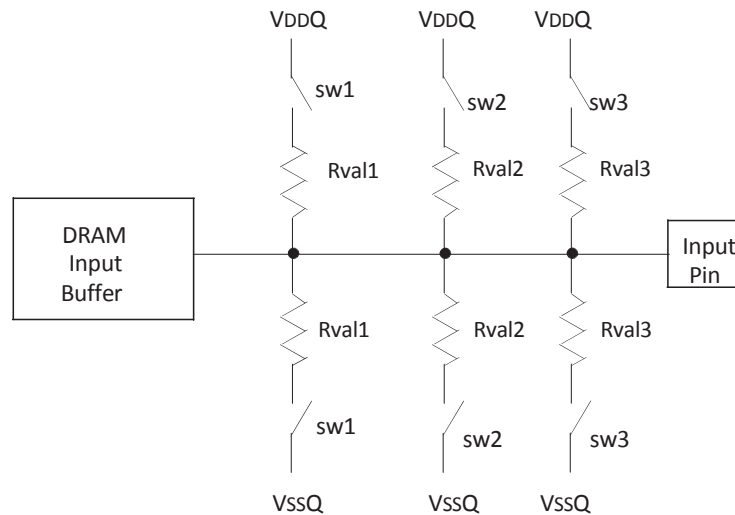 VDDQ VDDQ VDDQ
sw1 sw2 sw3
Rval1 Rval2 Rval3
DRAM
Input
Buffer
Input
Pin
Rval1 Rval2 Rval3
sw1 sw2 sw3
VSSQ VSSQ VSSQ